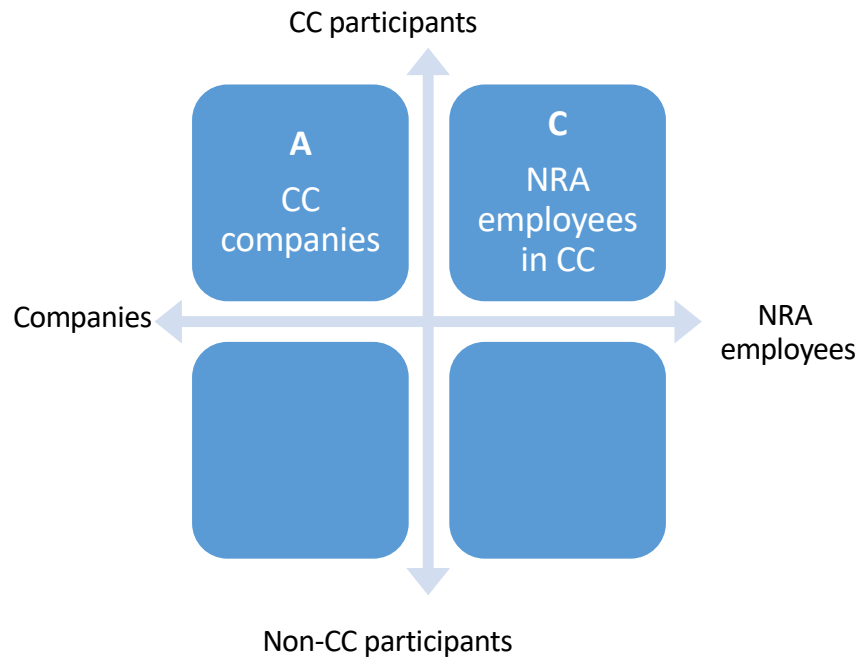 CC participants
A
CC
companies
C
NRA
employees
in CC
Companies
NRA
employees
Non-CC participants